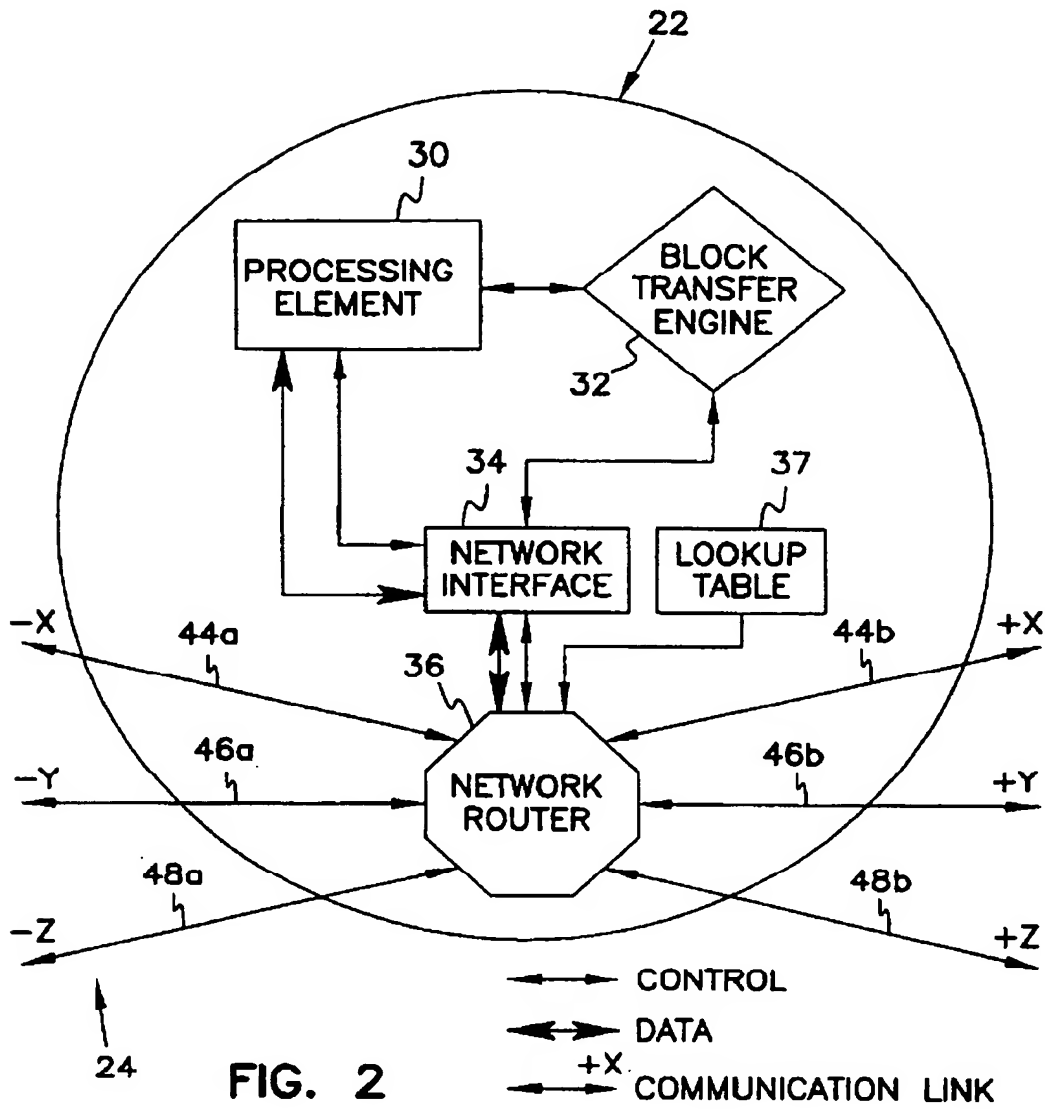 22
30
PROCESSING
ELEMENT
BLOCK
TRANSFER
ENGINE
32
34
37
NETWORK
INTERFACE
LOOKUP
TABLE
-X
44a
44b
+X
36
-Y
46a
46b
+Y
NETWORK
ROUTER
-Z
48a
48b
+Z
24
CONTROL
DATA
+X
COMMUNICATION LINK
FIG. 2